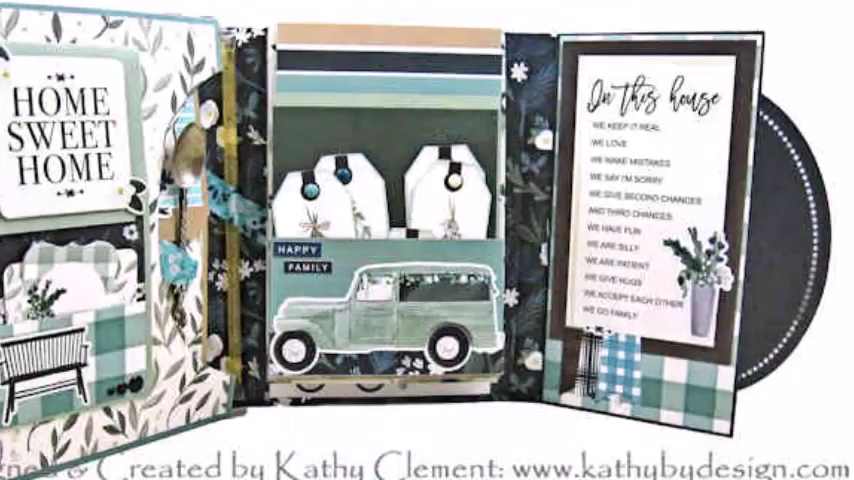 HOME
SWEET
HOME
HAPPY
FAMILY
In this house
WE KEEP IT REAL
WE LOVE
WE MAKE MISTAKES
WE SAY I'M SORRY
WE GIVE SECOND CHANCES
AND THIRD CHANCES
WE HAVE FUN
WE ARE SILLY
WE ARE PATIENT
WE GIVE HUGS
WE ACCEPT EACH OTHER
WE DO FAMILY
gned & Created by Kathy Clement: www.kathybydesign.com